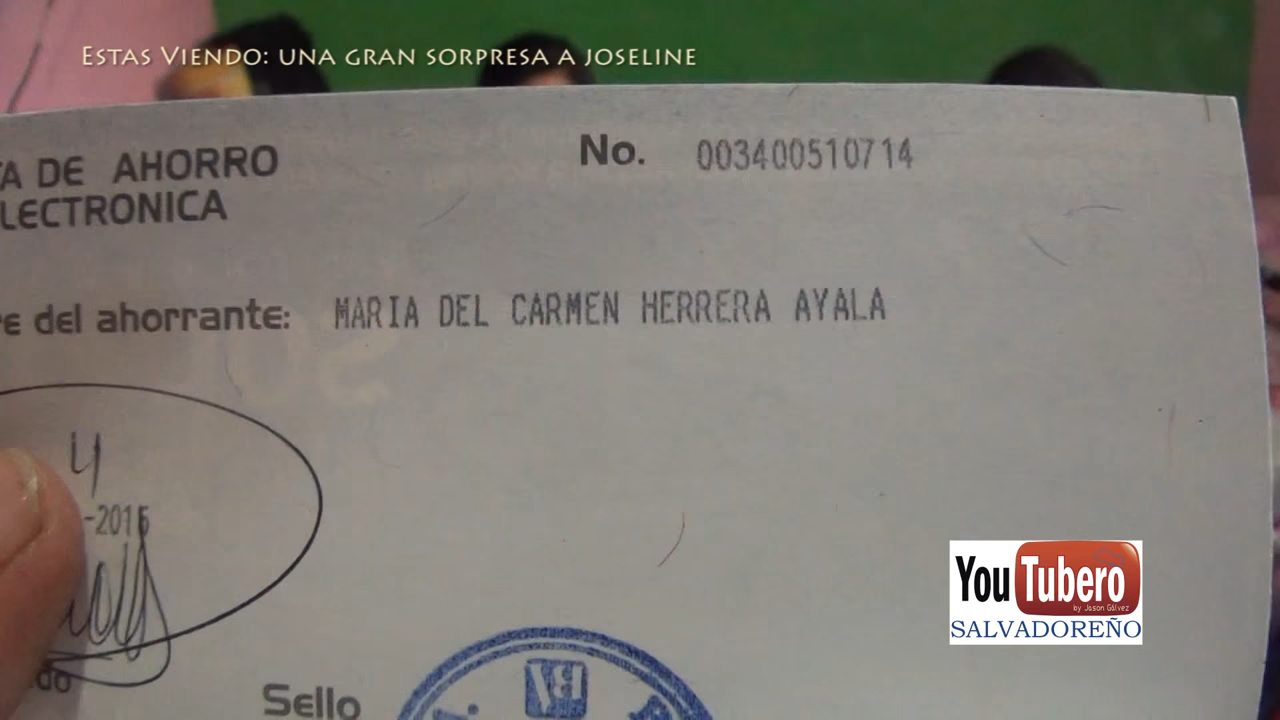 ESTAS VIENDO: UNA GRAN SORPRESA A JOSELINE
TA DE AHORRO
LECTRONICA
No. 003400510714
re del ahorrante: MARIA DEL CARMEN HERRERA AYALA
4
-2015
do
Sello
YouTubero
by Jason Gálvez
SALVADOREÑO